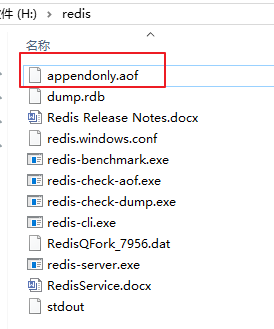 件 (H:) › redis
名称
appendonly.aof
dump.rdb
Redis Release Notes.docx
redis.windows.conf
redis-benchmark.exe
redis-check-aof.exe
redis-check-dump.exe
redis-cli.exe
RedisQFork_7956.dat
redis-server.exe
RedisService.docx
stdout